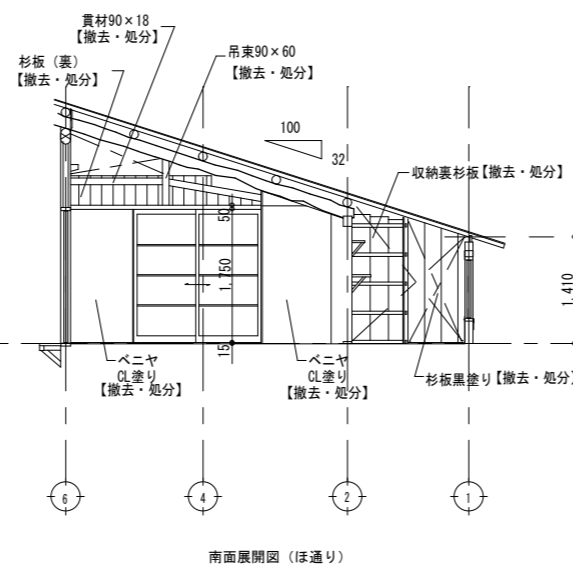 貫材90×18
【撤去・処分】
吊束90×60
【撤去・処分】
杉板（裏）
【撤去・処分】
100
32
収納裏杉板【撤去・処分】
50
1,750
15
1,410
ベニヤ
CL塗り
【撤去・処分】
ベニヤ
CL塗り
【撤去・処分】
杉板黒塗り【撤去・処分】
6
4
2
1
南面展開図（ほ通り）